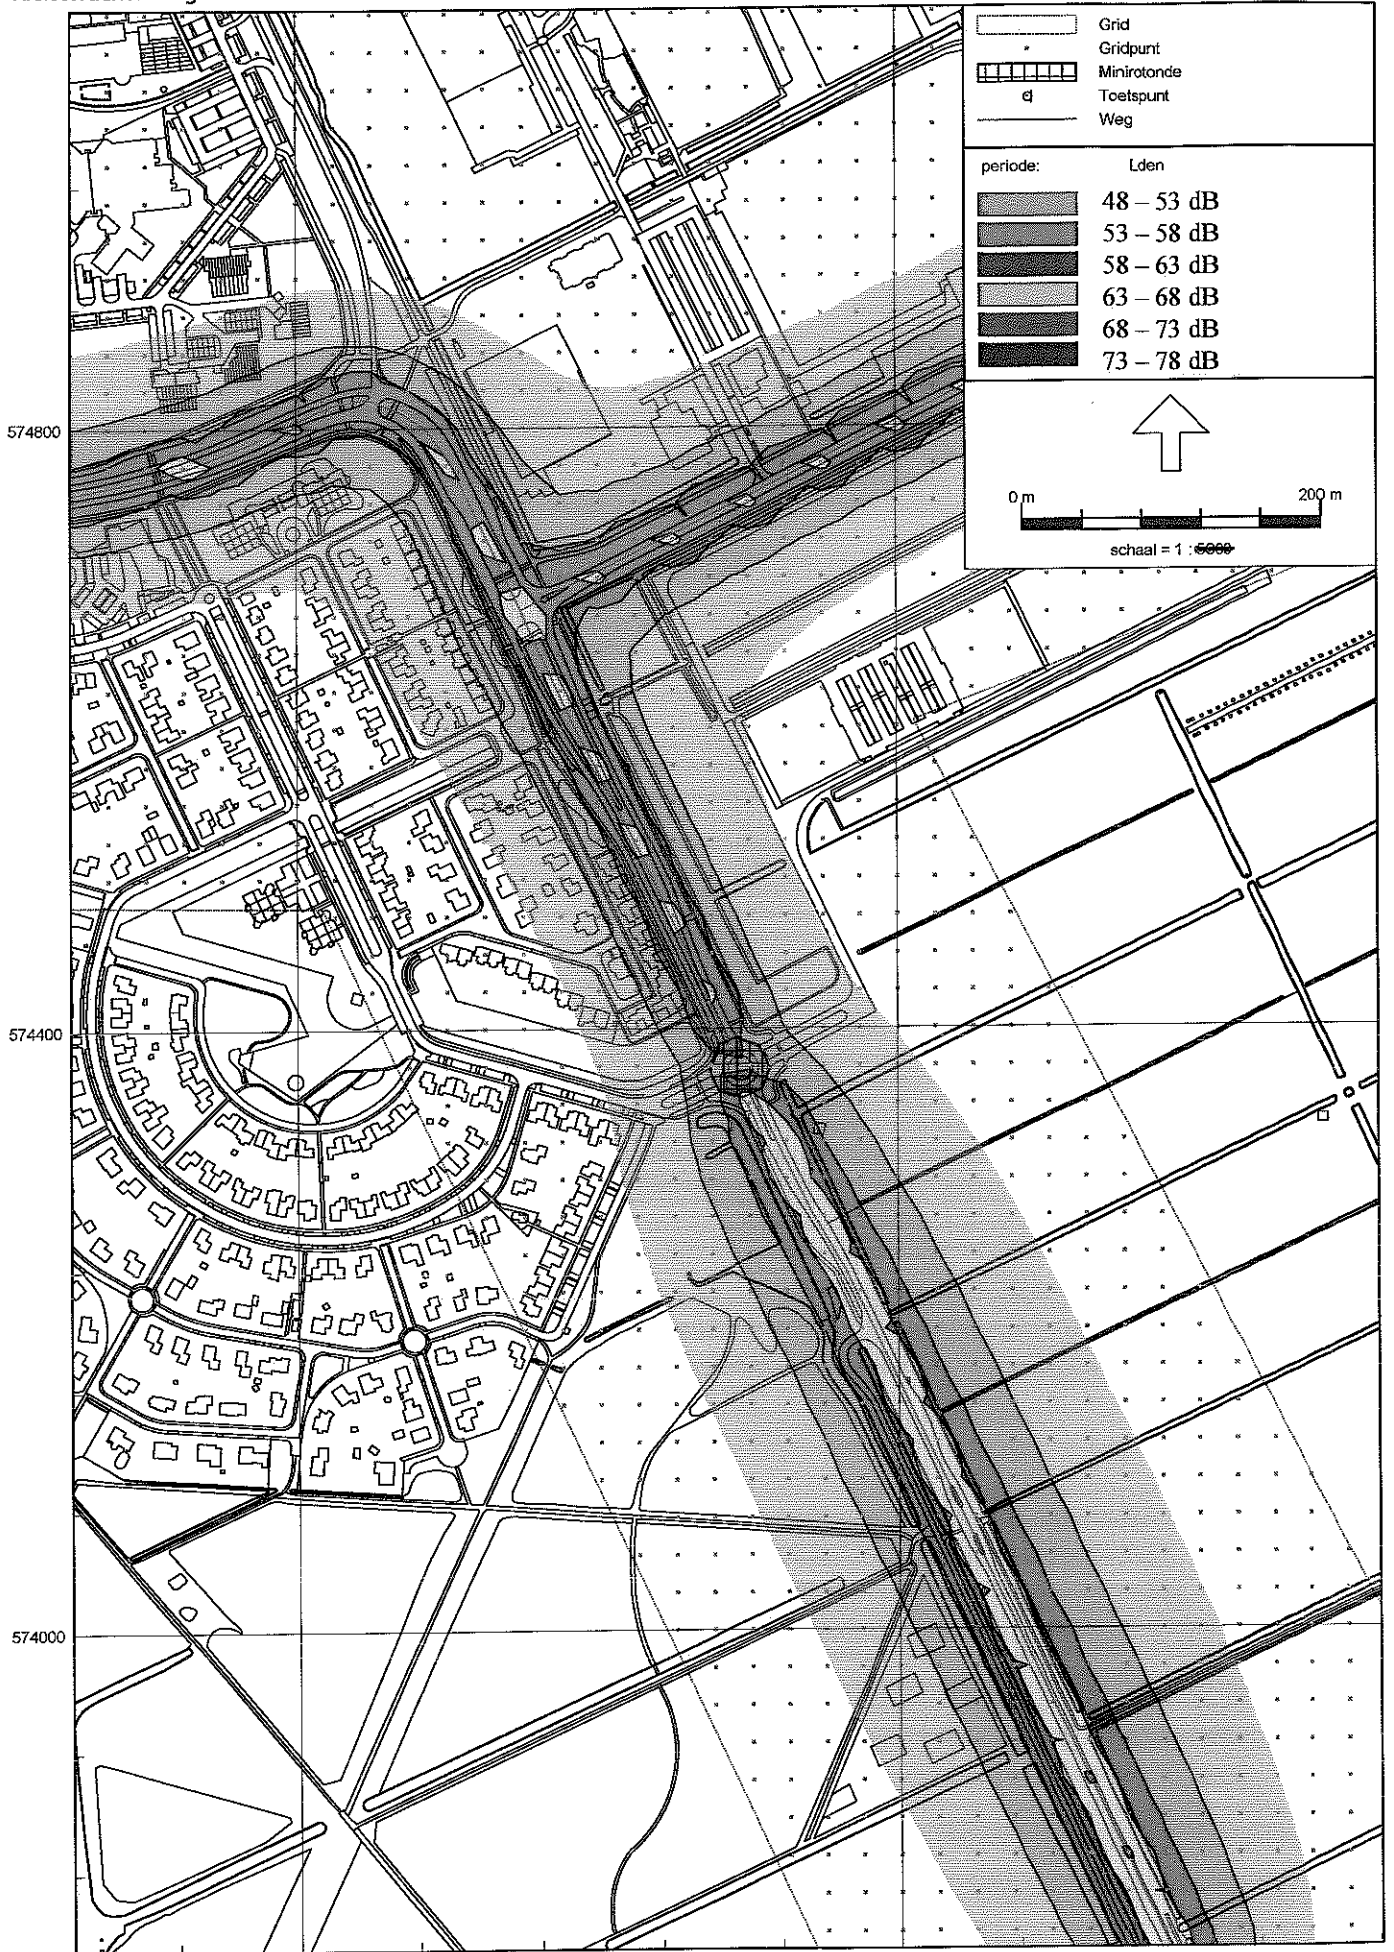 Grid
Gridpunt
Minirotonde
Toetspunt
Weg
periode: Lden
48 – 53 dB
53 – 58 dB
58 – 63 dB
63 – 68 dB
68 – 73 dB
73 – 78 dB
0 m 200 m
schaal = 1 : 5000
574800
574400
574000